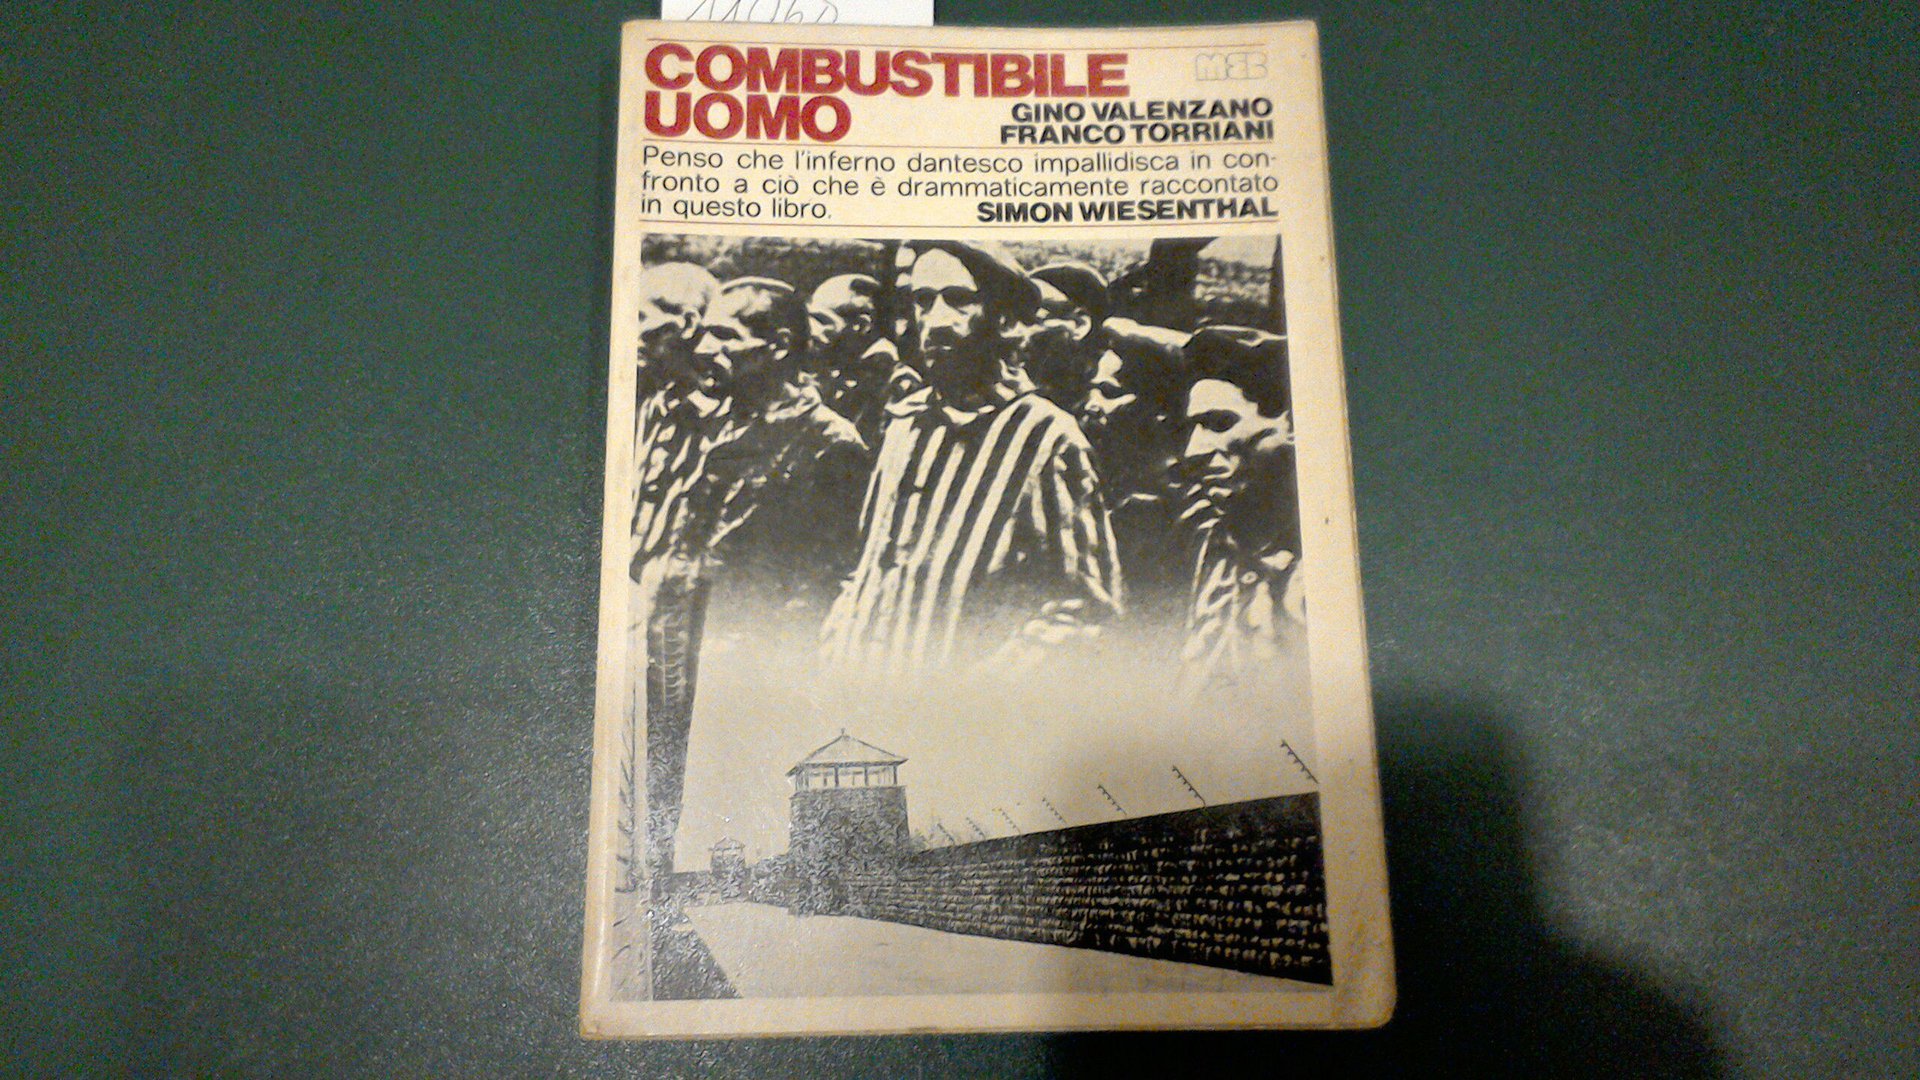 COMBUSTIBILE
UOMO
MEB
GINO VALENZANO
FRANCO TORRIANI
Penso che l'inferno dantesco impallidisca in con-
fronto a ciò che è drammaticamente raccontato
in questo libro.
SIMON WIESENTHAL